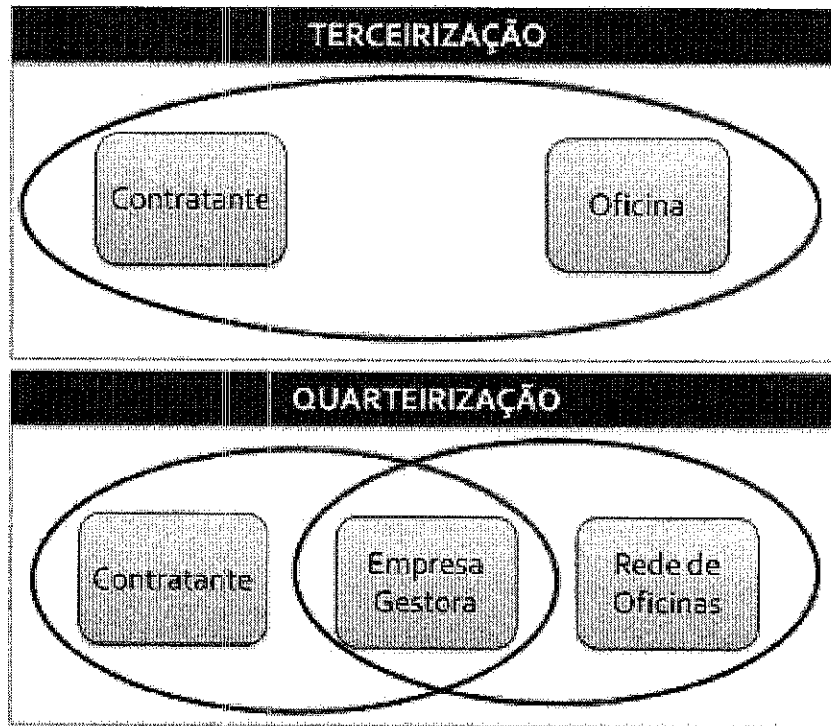 TERCEIRIZAÇÃO
Contratante
Oficina
QUARTEIRIZAÇÃO
Contratante
Empresa
Gestora
Rede de
Oficinas